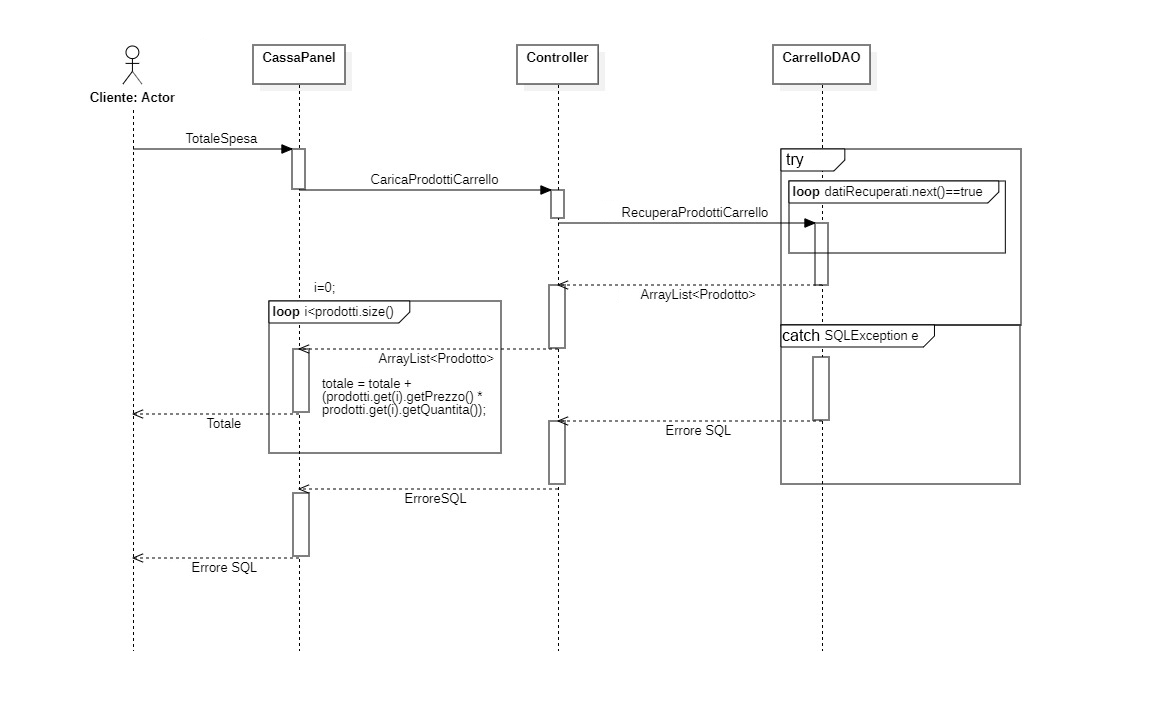 CassaPanel
Controller
CarrelloDAO
Cliente: Actor
TotaleSpesa
try
CaricaProdottiCarrello
loop datiRecuperati.next()==true
RecuperaProdottiCarrello
i=0;
ArrayList<Prodotto>
loop i<prodotti.size()
catch SQLException e
ArrayList<Prodotto>
totale = totale +
(prodotti.get(i).getPrezzo() *
prodotti.get(i).getQuantita());
Totale
Errore SQL
ErroreSQL
Errore SQL